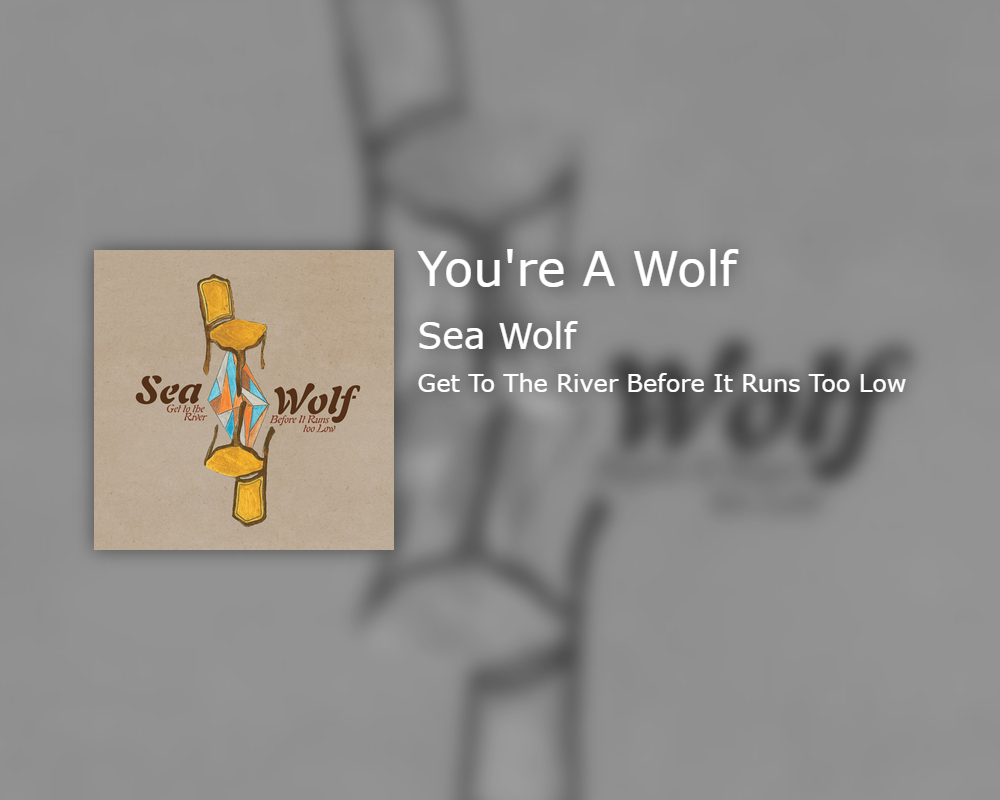 You're A Wolf
Sea Wolf
Get To The River Before It Runs Too Low
Sea Wolf
Get to the Before It Runs
River too Low
Wolf